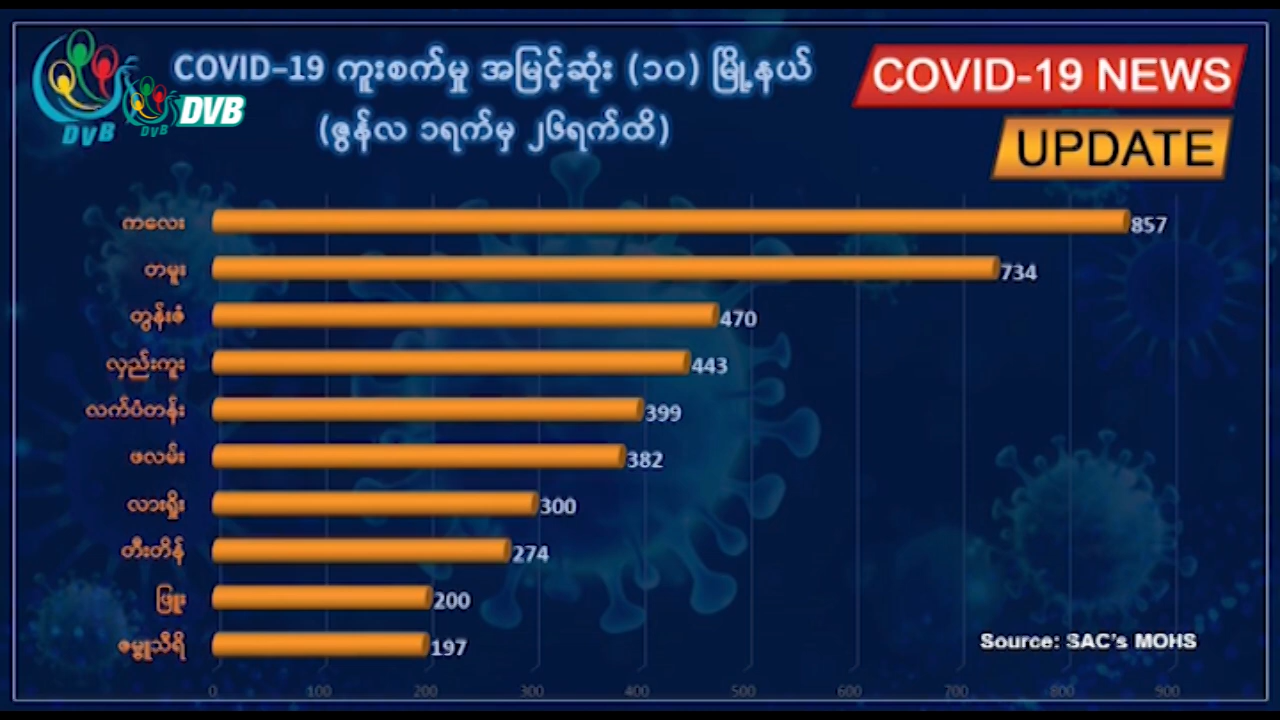 DVB
DVB
DVB
COVID-19 ကူးစက်မှု အမြင့်ဆုံး (၁၀) မြို့နယ်
(ဇွန်လ ၁ရက်မှ ၂၆ရက်ထိ)
COVID-19 NEWS
UPDATE
ကလေး 857
တမူး 734
တွန်းဇံ 470
လှည်းကူး 443
လက်ပံတန်း 399
ဖလမ်း 382
လားရှိုး 300
တီးတိန် 274
ဖြူး 200
ဇမ္ဗူသီရိ 197
Source: SAC's MOHS
0 100 200 300 400 500 600 700 800 900